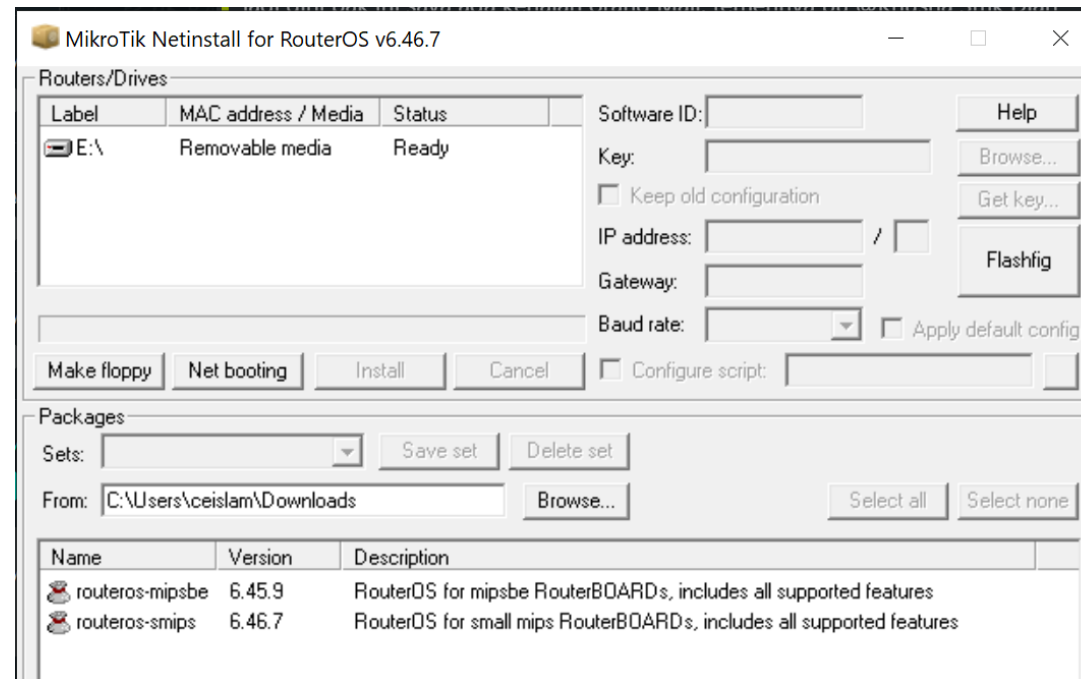 MikroTik Netinstall for RouterOS v6.46.7
Routers/Drives
Label MAC address / Media Status
E:\ Removable media Ready
Software ID:
Help
Key:
Browse...
Keep old configuration
Get key...
IP address: /
Flashfig
Gateway:
Baud rate:
Apply default config
Make floppy Net booting Install Cancel
Configure script:
Packages
Sets:
Save set Delete set
From: C:\Users\ceislam\Downloads Browse... Select all Select none
Name Version Description
routeros-mipsbe 6.45.9 RouterOS for mipsbe RouterBOARDs, includes all supported features
routeros-smips 6.46.7 RouterOS for small mips RouterBOARDs, includes all supported features